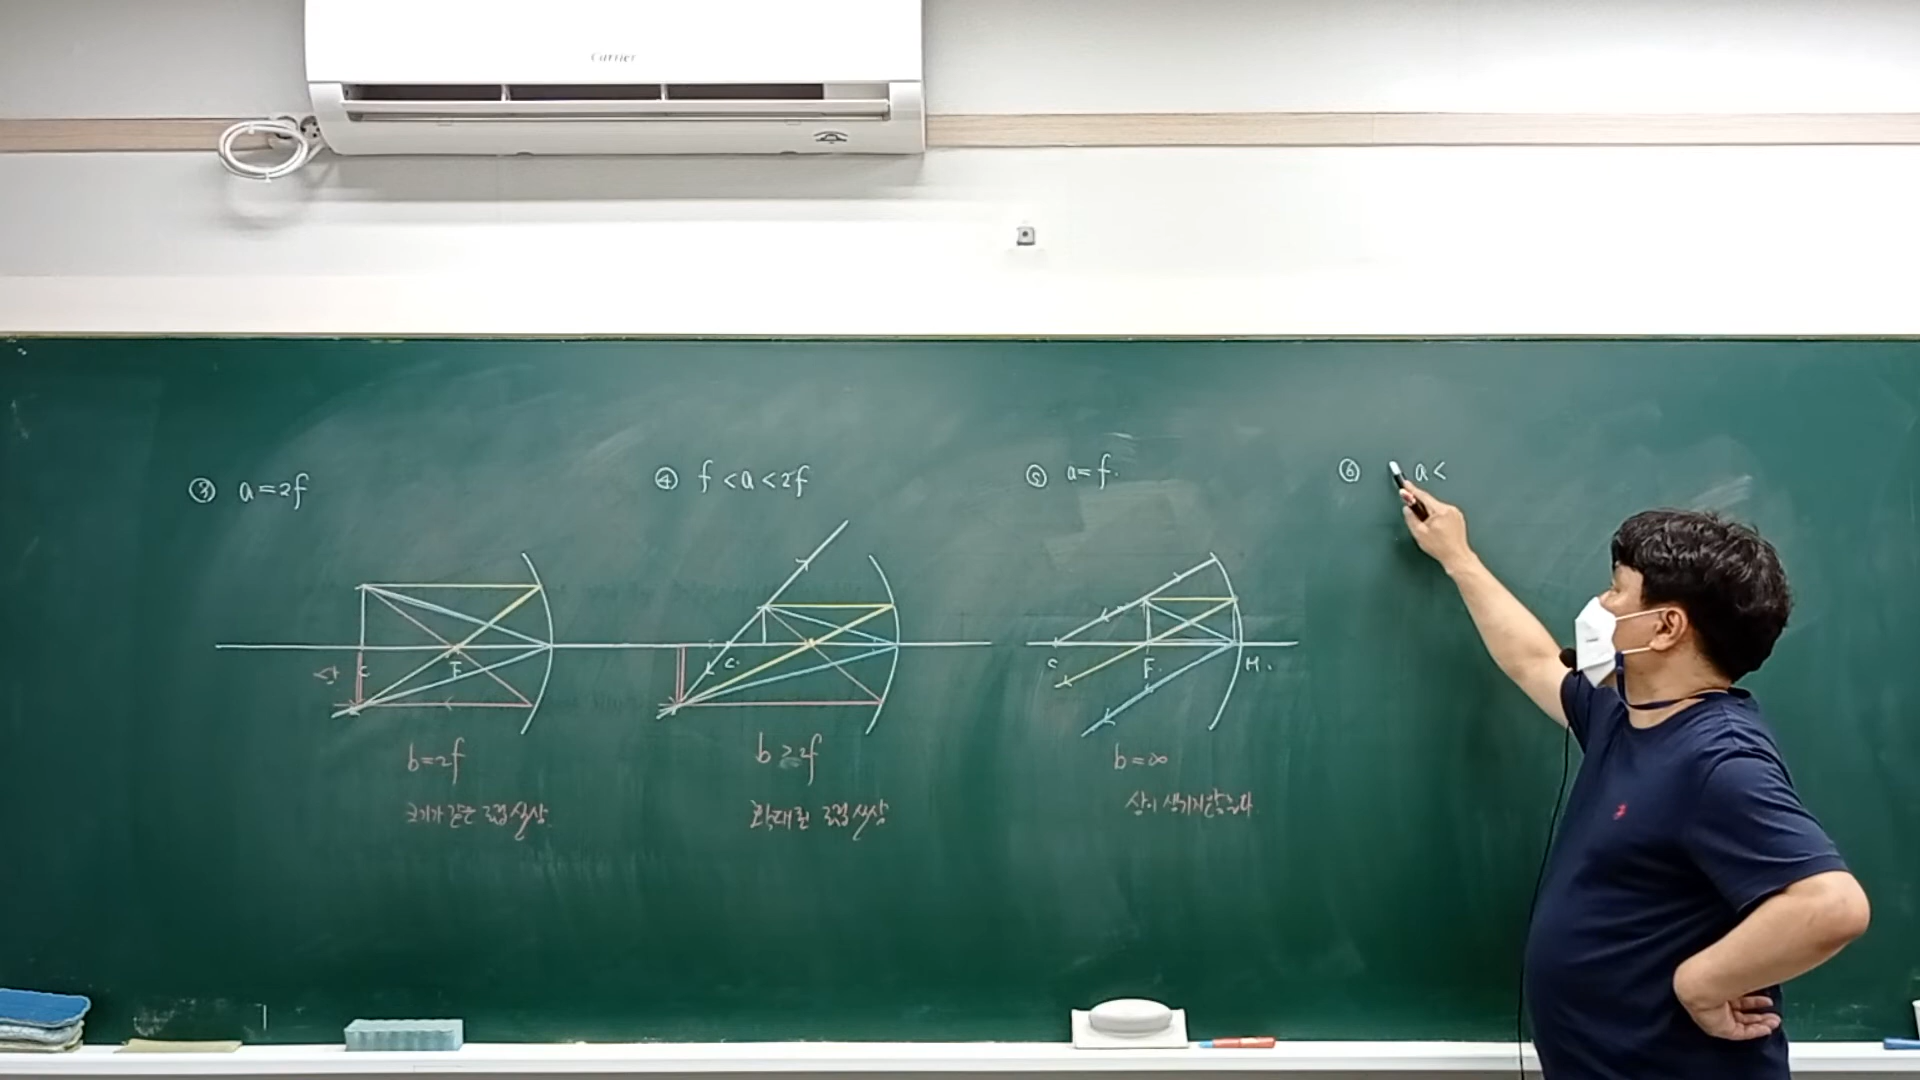 Carrier
③ a=2f
④ f<a<2f
⑤ a=f.
⑥ a<
상
C
F
C.
C
F.
M.
b=2f
b≥2f
b=∞
크기가 같은 도립실상.
확대된 도립 실상
상이 생기지않는다.